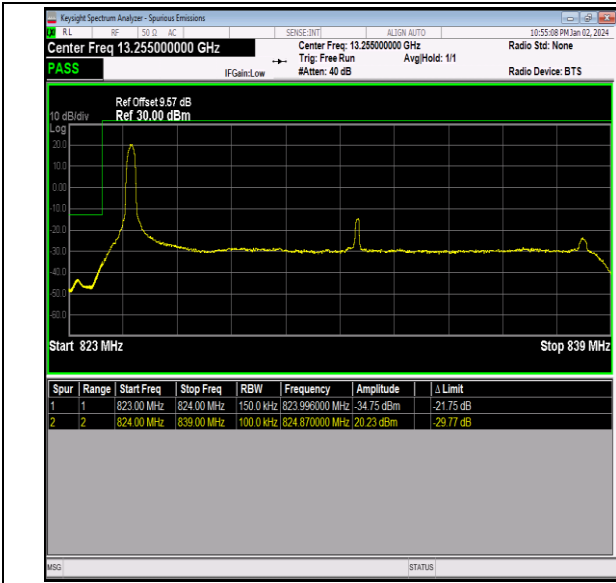 Keysight Spectrum Analyzer - Spurious Emissions
RL RF 50 Ω AC SENSE:INT ALIGN AUTO 10:55:08 PM Jan 02, 2024
Center Freq 13.255000000 GHz Center Freq: 13.255000000 GHz Radio Std: None
Trig: Free Run Avg|Hold: 1/1
PASS IFGain:Low #Atten: 40 dB Radio Device: BTS
Ref Offset 9.57 dB
10 dB/div Ref 30.00 dBm
Log
20.0
10.0
0.00
-10.0
-20.0
-30.0
-40.0
-50.0
-60.0
Start 823 MHz Stop 839 MHz
Spur Range Start Freq Stop Freq RBW Frequency Amplitude Δ Limit
1 1 823.00 MHz 824.00 MHz 150.0 kHz 823.996000 MHz -34.75 dBm -21.75 dB
2 2 824.00 MHz 839.00 MHz 100.0 kHz 824.870000 MHz 20.23 dBm -29.77 dB
MSG STATUS